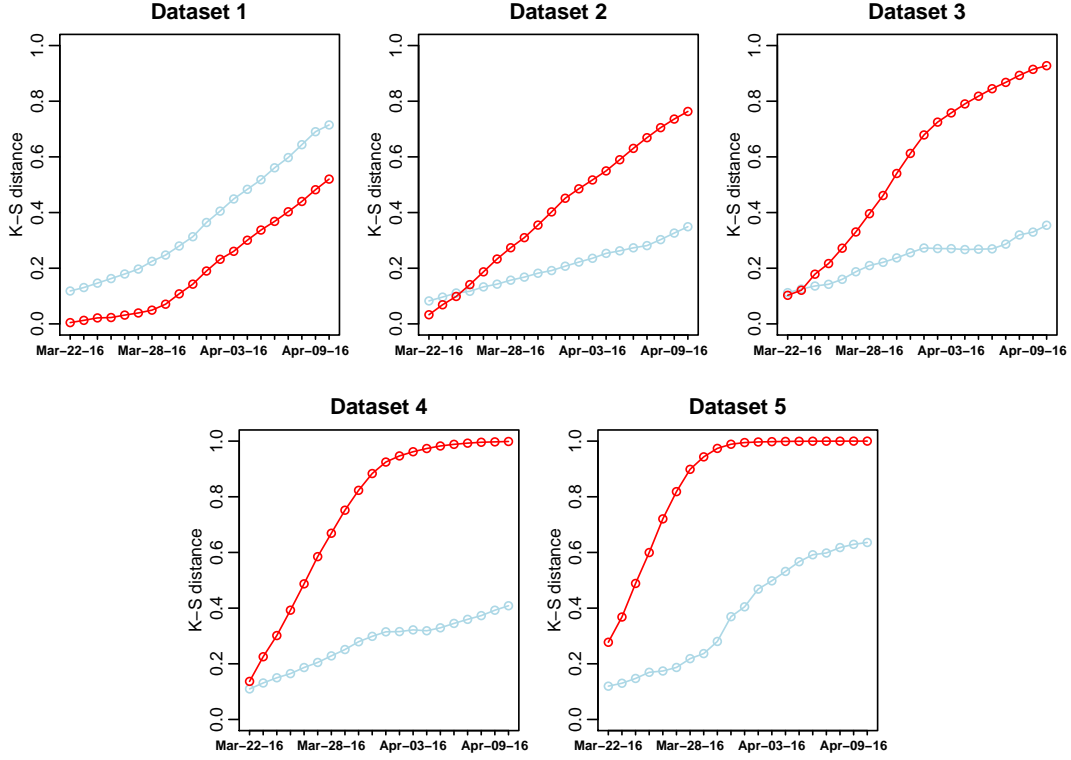 Dataset 1
Dataset 2
Dataset 3
K−S distance
0.0
0.2
0.4
0.6
0.8
1.0
Mar−22−16
Mar−28−16
Apr−03−16
Apr−09−16
K−S distance
0.0
0.2
0.4
0.6
0.8
1.0
Mar−22−16
Mar−28−16
Apr−03−16
Apr−09−16
K−S distance
0.0
0.2
0.4
0.6
0.8
1.0
Mar−22−16
Mar−28−16
Apr−03−16
Apr−09−16
Dataset 4
Dataset 5
K−S distance
0.0
0.2
0.4
0.6
0.8
1.0
Mar−22−16
Mar−28−16
Apr−03−16
Apr−09−16
K−S distance
0.0
0.2
0.4
0.6
0.8
1.0
Mar−22−16
Mar−28−16
Apr−03−16
Apr−09−16